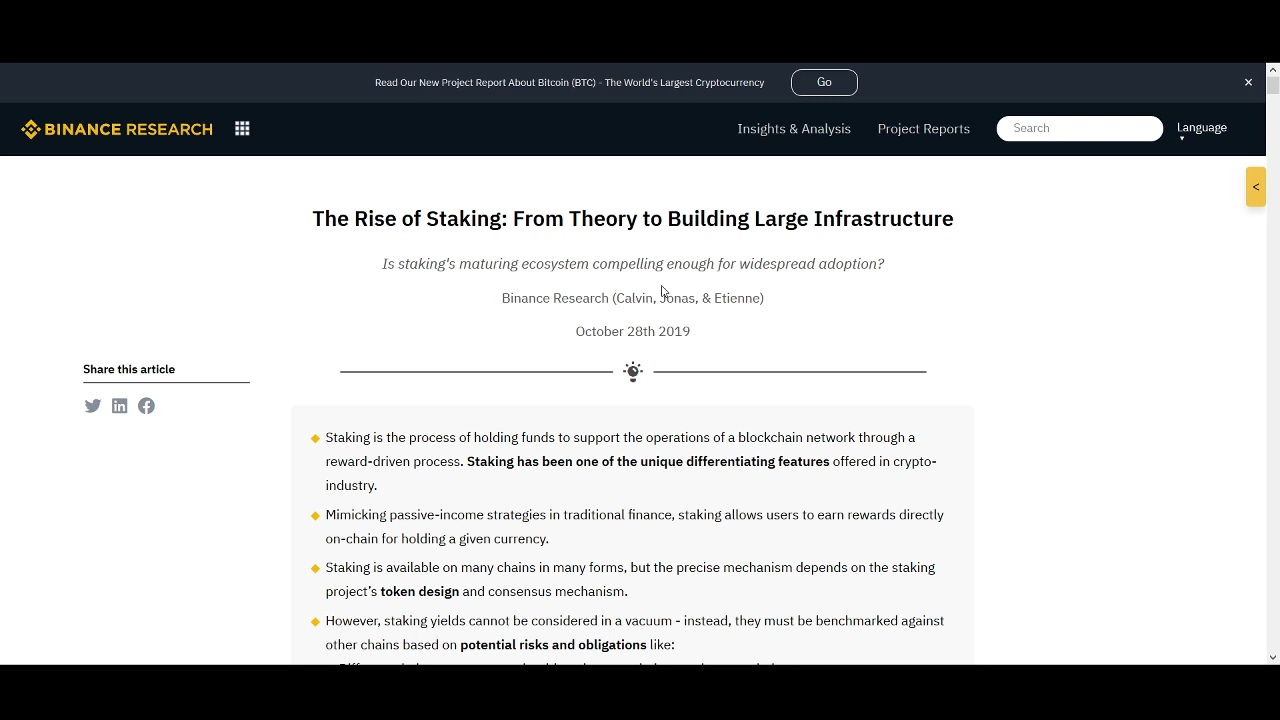 Read Our New Project Report About Bitcoin (BTC) - The World's Largest Cryptocurrency
Go
BINANCE RESEARCH
Insights & Analysis
Project Reports
Search
Language
The Rise of Staking: From Theory to Building Large Infrastructure
Is staking's maturing ecosystem compelling enough for widespread adoption?
Binance Research (Calvin, Jonas, & Etienne)
October 28th 2019
Share this article
Staking is the process of holding funds to support the operations of a blockchain network through a
reward-driven process. Staking has been one of the unique differentiating features offered in crypto-
industry.
Mimicking passive-income strategies in traditional finance, staking allows users to earn rewards directly
on-chain for holding a given currency.
Staking is available on many chains in many forms, but the precise mechanism depends on the staking
project's token design and consensus mechanism.
However, staking yields cannot be considered in a vacuum - instead, they must be benchmarked against
other chains based on potential risks and obligations like: